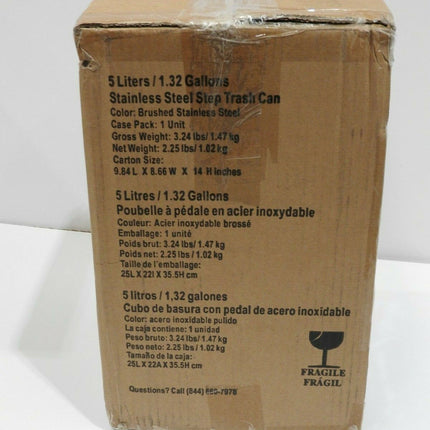 5 Liters / 1.32 Gallons
Stainless Steel Step Trash Can
Color: Brushed Stainless Steel
Case Pack: 1 Unit
Gross Weight: 3.24 lbs/ 1.47 kg
Net Weight: 2.25 lbs/ 1.02 kg
Carton Size:
9.84 L X 8.66 W X 14 H Inches
5 Litres / 1.32 Gallons
Poubelle à pédale en acier inoxydable
Couleur: Acier inoxydable brossé
Emballage: 1 unité
Poids brut: 3.24 lbs/ 1.47 kg
Poids net: 2.25 lbs / 1.02 kg
Taille de l'emballage:
25L X 22l X 35.5H cm
5 litros / 1,32 galones
Cubo de basura con pedal de acero inoxidable
Color: acero inoxidable pulido
La caja contiene: 1 unidad
Peso bruto: 3.24 lbs/ 1.47 kg
Peso neto: 2.25 lbs / 1.02 kg
Tamaño de la caja:
25L X 22A X 35.5H cm
FRAGILE
FRÁGIL
Questions? Call (844) 660-7978